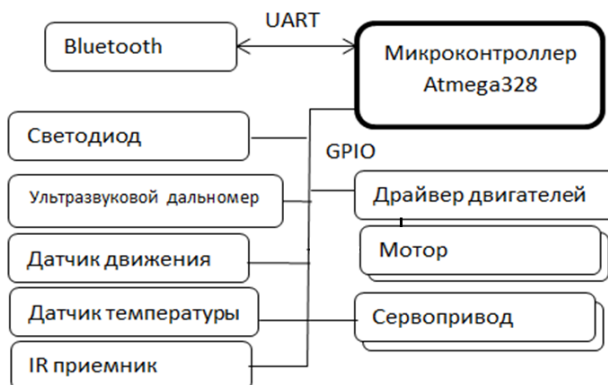 UART
Bluetooth
Микроконтроллер
Atmega328
Светодиод
GPIO
Ультразвуковой дальномер
Драйвер двигателей
Датчик движения
Мотор
Датчик температуры
Сервопривод
IR приемник